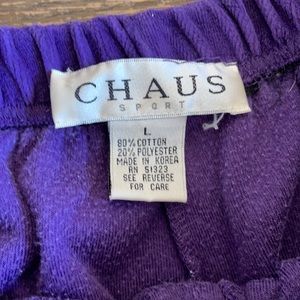 CHAUS
SPORT
L
80% COTTON
20% POLYESTER
MADE IN KOREA
RN 51323
SEE REVERSE
FOR CARE